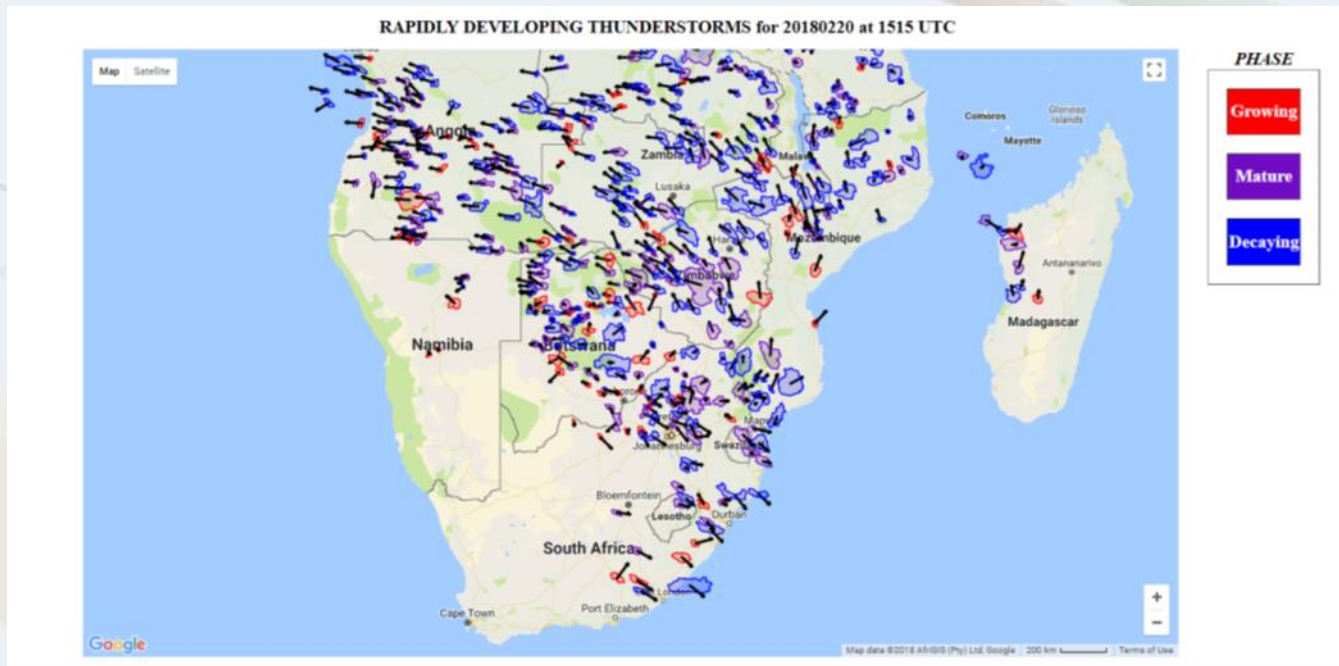 RAPIDLY DEVELOPING THUNDERSTORMS for 20180220 at 1515 UTC
Map Satellite
PHASE
Growing
Mature
Decaying
Comoros
Glorioso
Islands
Mayotte
Angola
Zambia
Malawi
Lusaka
Mozambique
Antananarivo
Madagascar
Namibia
Botswana
Johannesburg
Bloemfontein
Lesotho
Durban
South Africa
Port Elizabeth
Cape Town
+
−
Google
Map data ©2018 AfriGIS (Pty) Ltd, Google 200 km Terms of Use